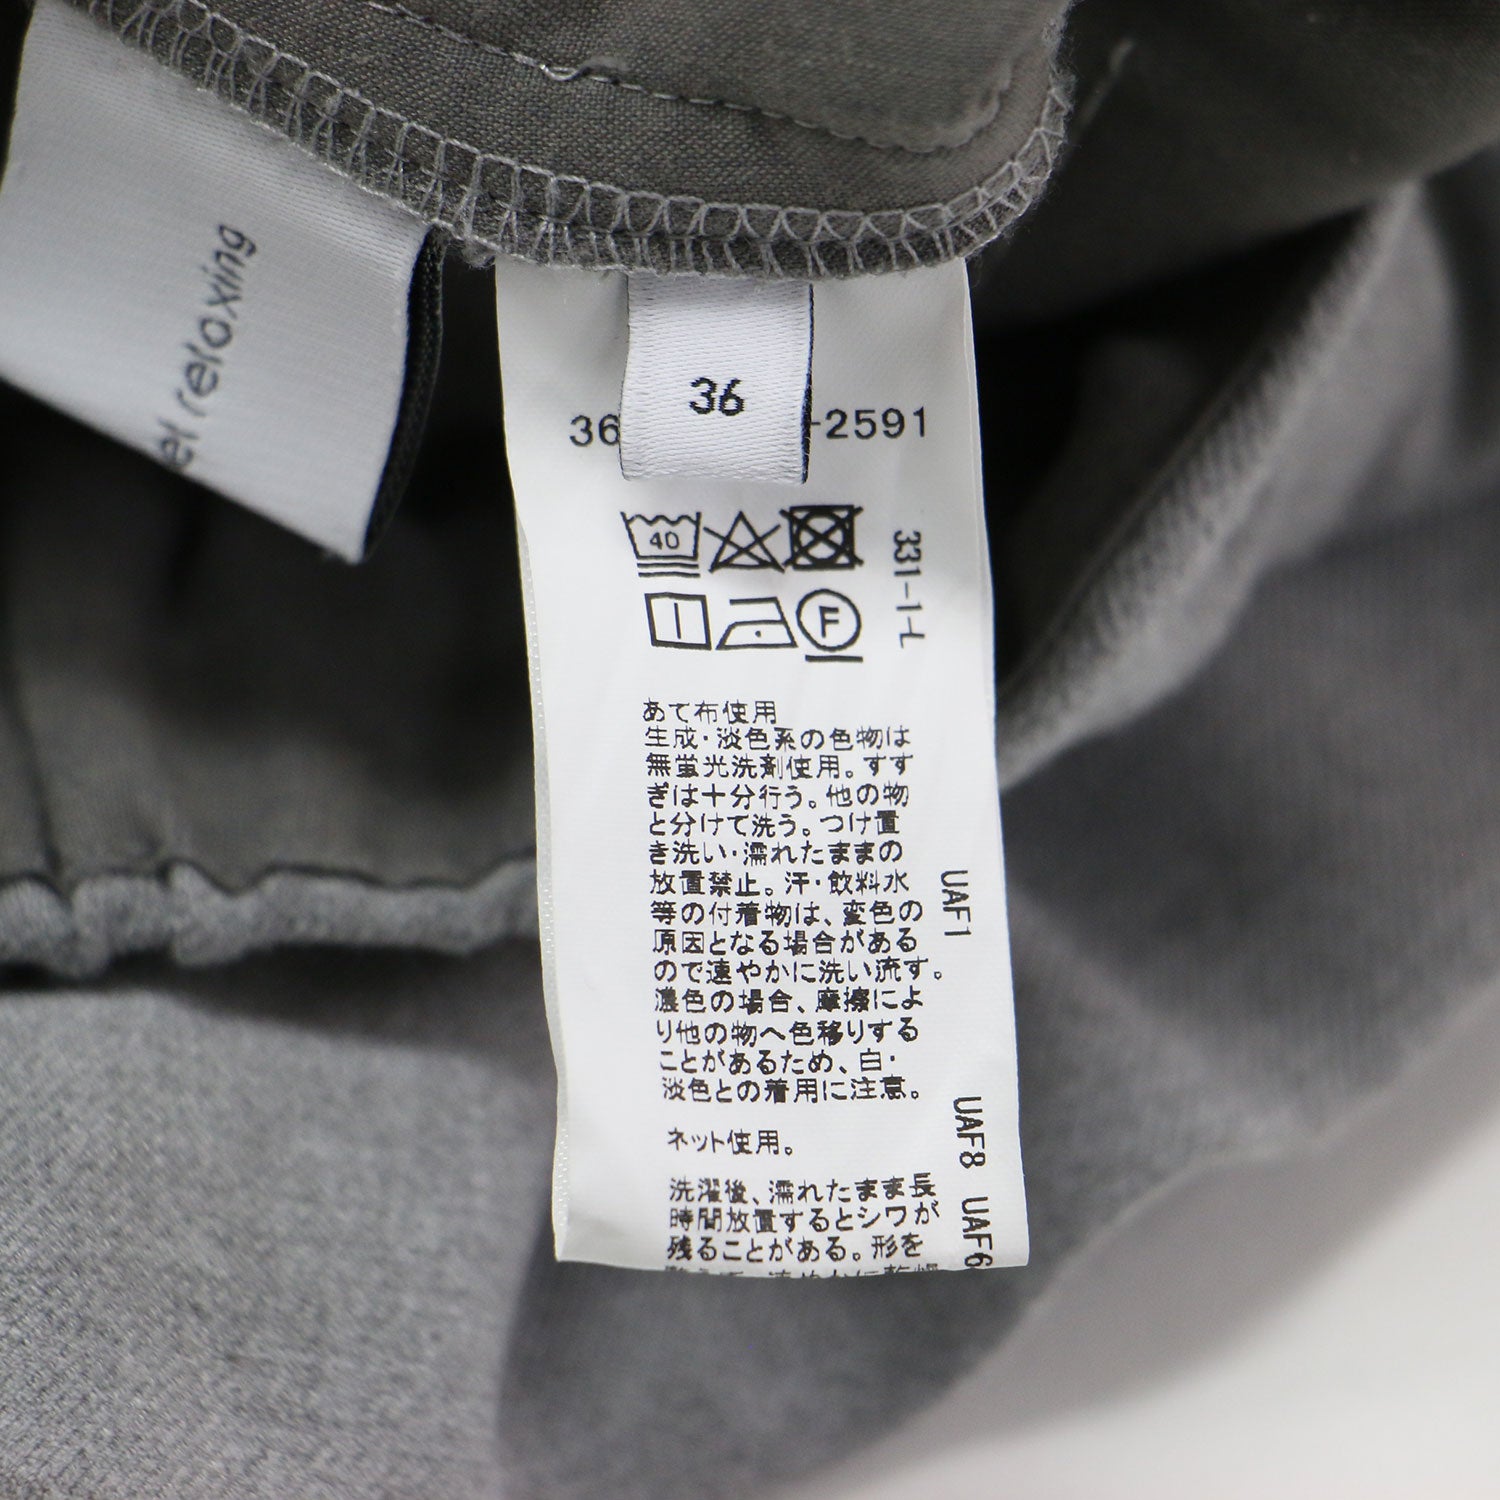 relaxing
36
36
-2591
40
F
331-1-L
あて布使用
生成・淡色系の色物は
無蛍光洗剤使用。すす
ぎは十分行う。他の物
と分けて洗う。つけ置
き洗い・濡れたままの
放置禁止。汗・飲料水
等の付着物は、変色の
原因となる場合がある
ので速やかに洗い流す。
濃色の場合、摩擦によ
り他の物へ色移りする
ことがあるため、白・
淡色との着用に注意。
UAF1
ネット使用。
UAF8
洗濯後、濡れたまま長
時間放置するとシワが
残ることがある。形を
UAF6